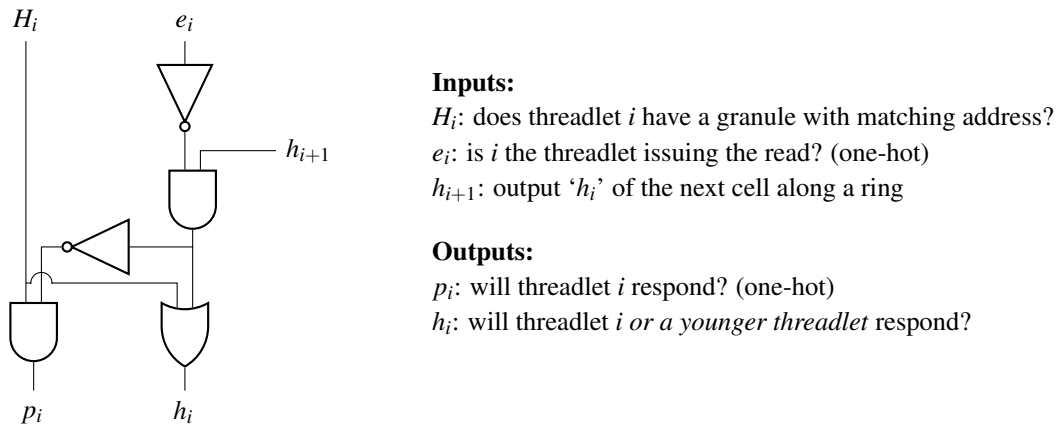 H_i
e_i
h_{i+1}
p_i
h_i
Inputs:
H_i: does threadlet i have a granule with matching address?
e_i: is i the threadlet issuing the read? (one-hot)
h_{i+1}: output ‘h_i’ of the next cell along a ring
Outputs:
p_i: will threadlet i respond? (one-hot)
h_i: will threadlet i or a younger threadlet respond?